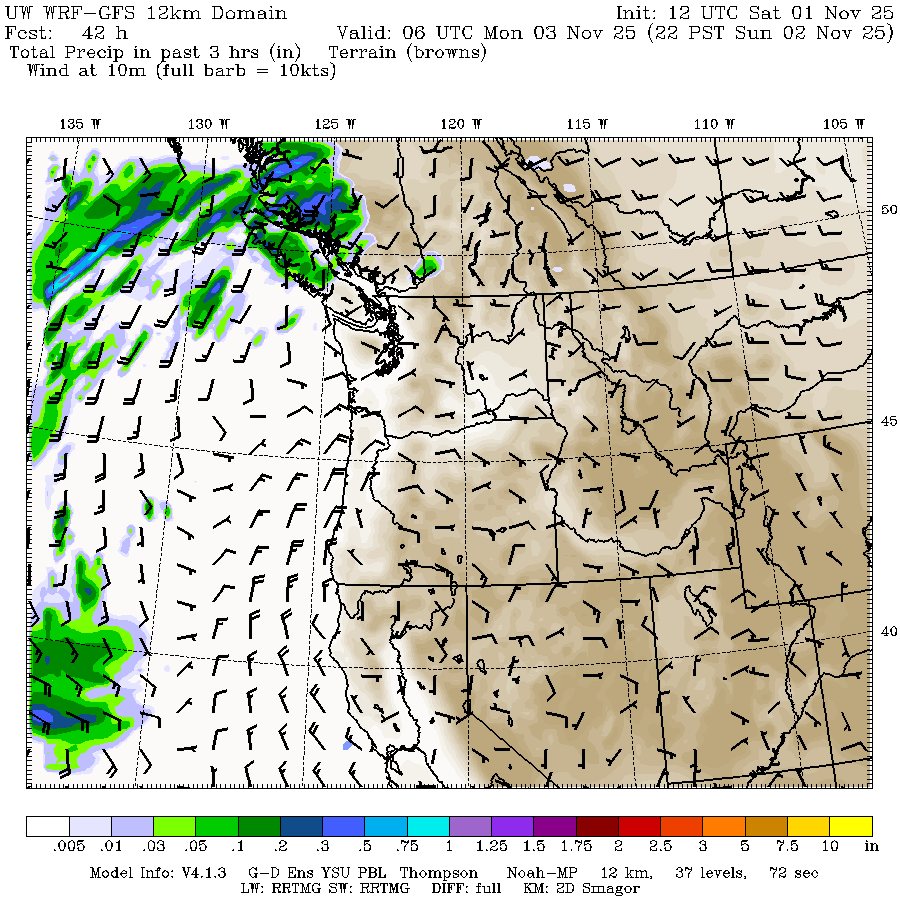 UW WRF-GFS 12km Domain Init: 12 UTC Sat 01 Nov 25
Fcst: 42 h Valid: 06 UTC Mon 03 Nov 25 (22 PST Sun 02 Nov 25)
Total Precip in past 3 hrs (in) Terrain (browns)
Wind at 10m (full barb = 10kts)
135 W 130 W 125 W 120 W 115 W 110 W 105 W
50
45
40
.005 .01 .03 .05 .1 .2 .3 .5 .75 1 1.25 1.5 1.75 2 2.5 3 5 7.5 10 in
Model Info: V4.1.3 G-D Ens YSU PBL Thompson Noah-MP 12 km, 37 levels, 72 sec
LW: RRTMG SW: RRTMG DIFF: full KM: 2D Smagor